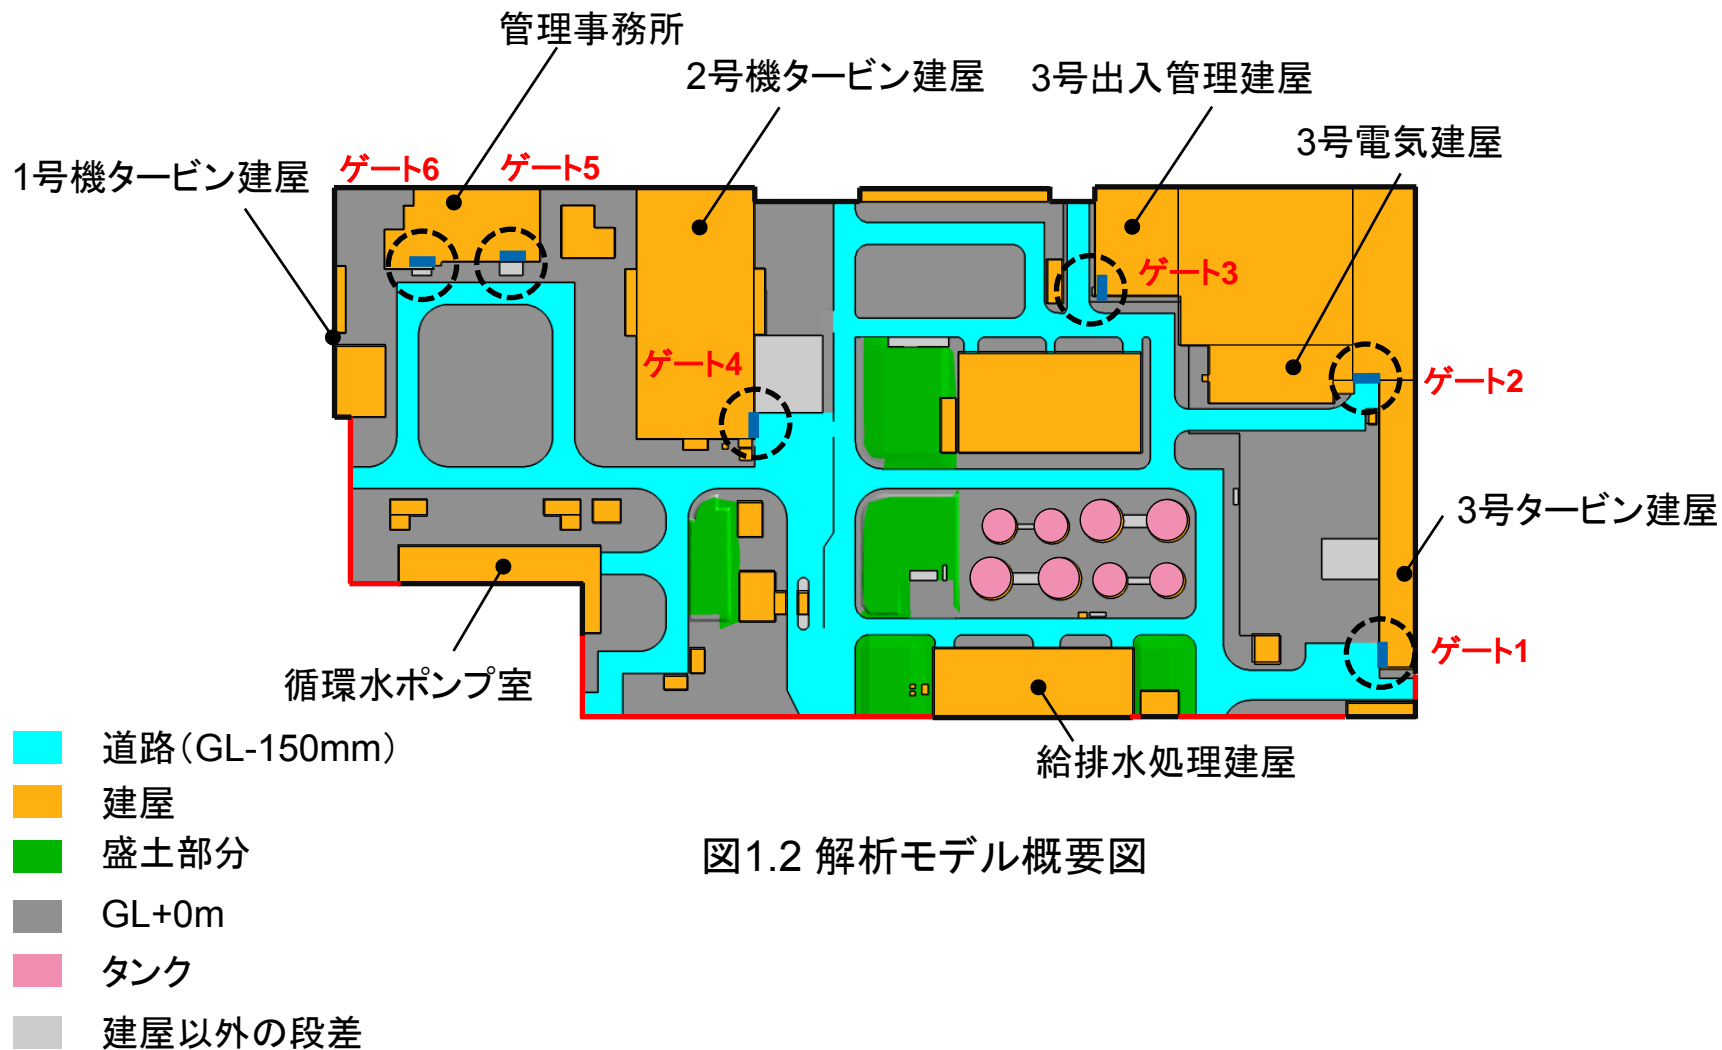 管理事務所
2号機タービン建屋
3号出入管理建屋
3号電気建屋
1号機タービン建屋
ゲート6
ゲート5
ゲート3
ゲート4
ゲート2
3号タービン建屋
ゲート1
循環水ポンプ室
給排水処理建屋
道路(GL-150mm)
建屋
盛土部分
GL+0m
タンク
建屋以外の段差
図1.2 解析モデル概要図